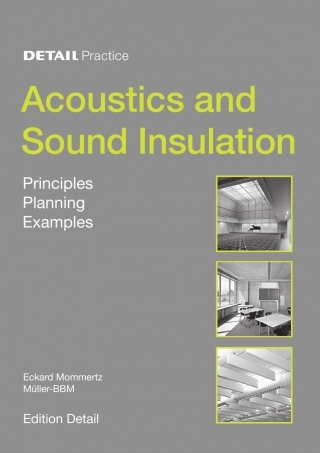 DETAIL Practice
Acoustics and
Sound Insulation
Principles
Planning
Examples
Eckard Mommertz
Müller-BBM
Edition Detail